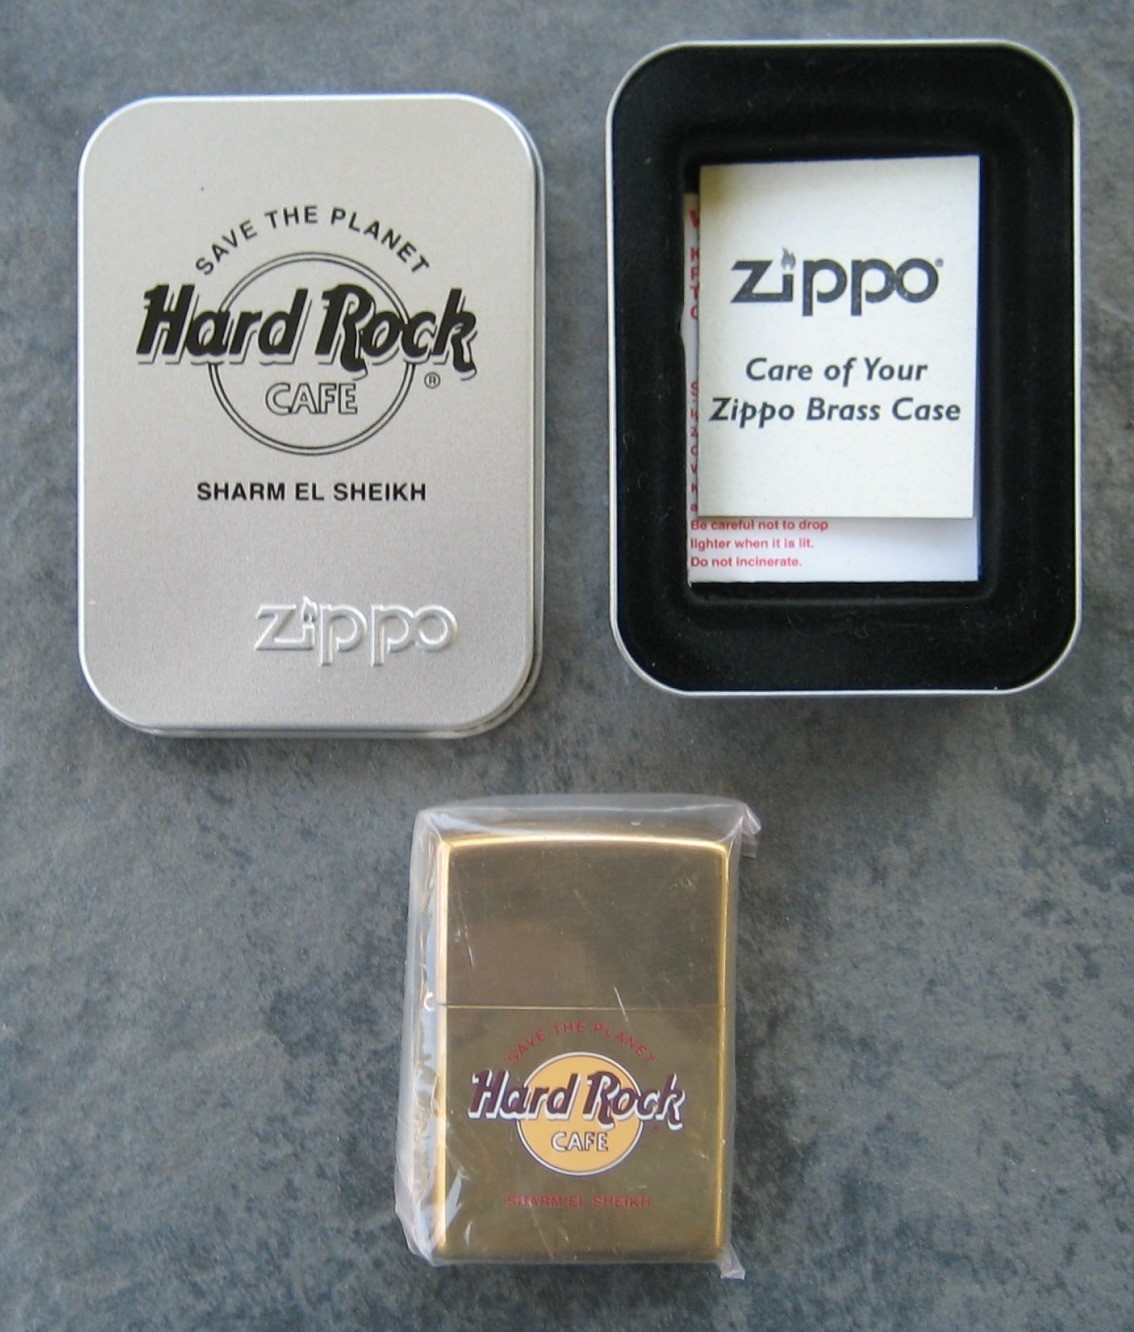 SAVE THE PLANET
Hard Rock
®
CAFE
SHARM EL SHEIKH
Zippo
Zippo®
Care of Your
Zippo Brass Case
Be careful not to drop
lighter when it is lit.
Do not incinerate.
SAVE THE PLANET
Hard Rock
CAFE
SHARM EL SHEIKH